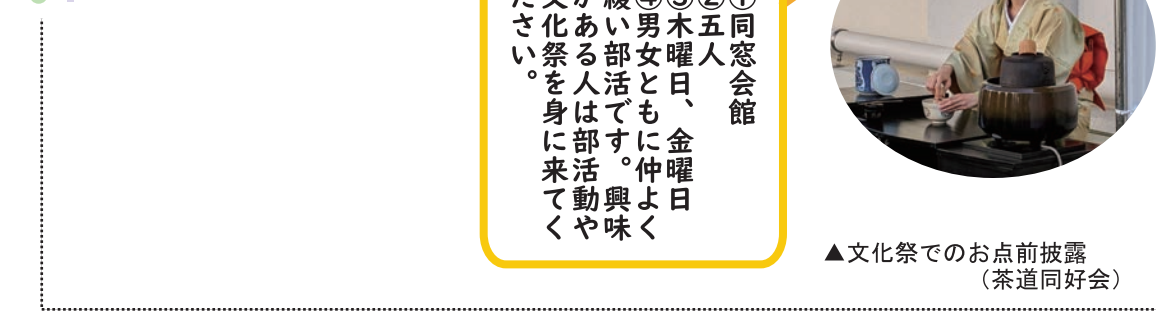 ①同窓会館
②五人
③木曜日、金曜日
④男女ともに仲よく
緩い部活です。興味
がある人は部活動や
文化祭を身に来てく
ださい。
▲文化祭でのお点前披露
（茶道同好会）